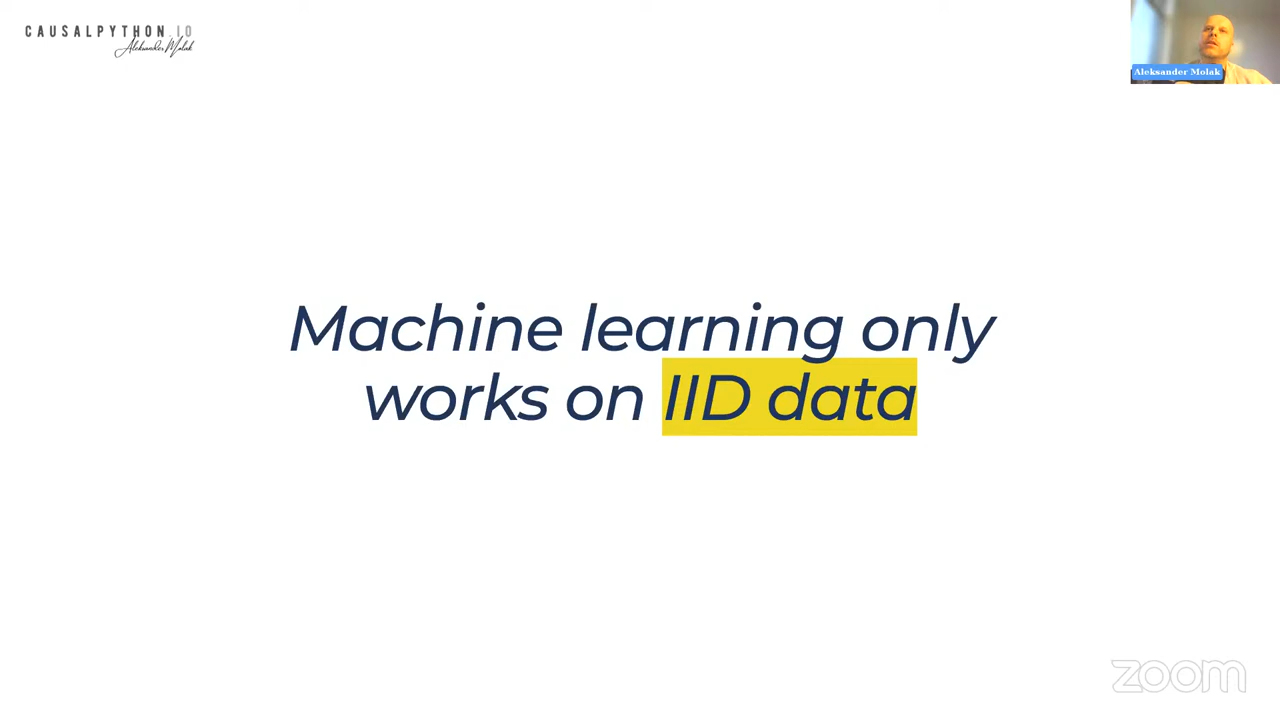 CAUSALPYTHON.IO
Aleksander Molak
Aleksander Molak
Machine learning only
works on IID data
zoom